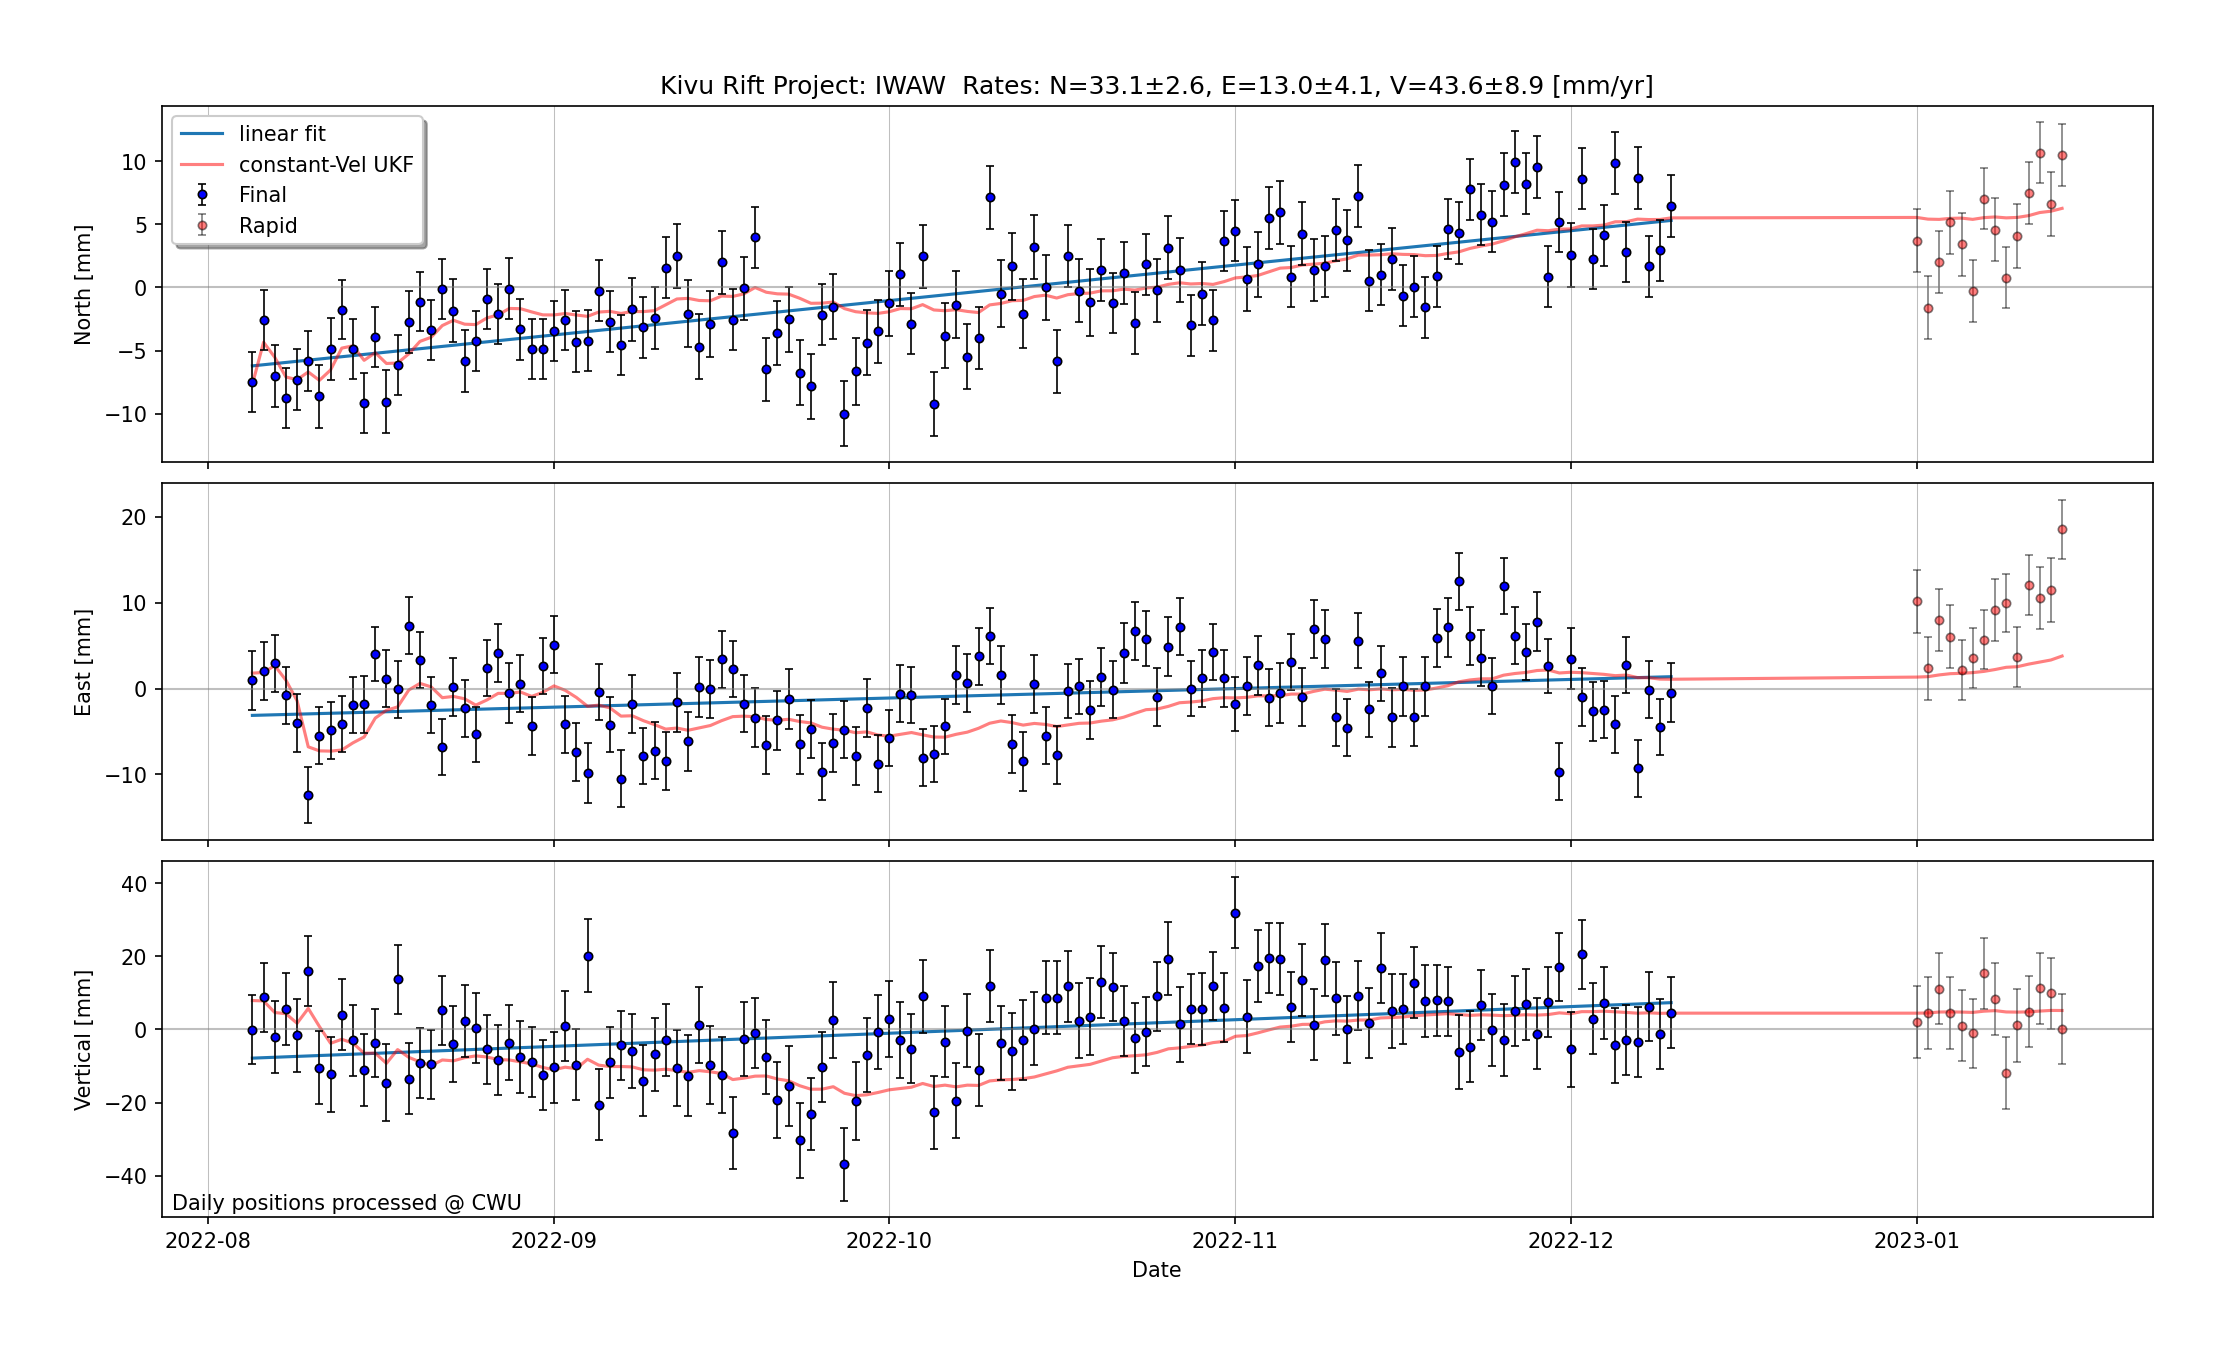 Kivu Rift Project: IWAW  Rates: N=33.1±2.6, E=13.0±4.1, V=43.6±8.9 [mm/yr]
linear fit
constant-Vel UKF
Final
Rapid
North [mm]
10
5
0
−5
−10
East [mm]
20
10
0
−10
Vertical [mm]
40
20
0
−20
−40
Daily positions processed @ CWU
2022-08 2022-09 2022-10 2022-11 2022-12 2023-01
Date